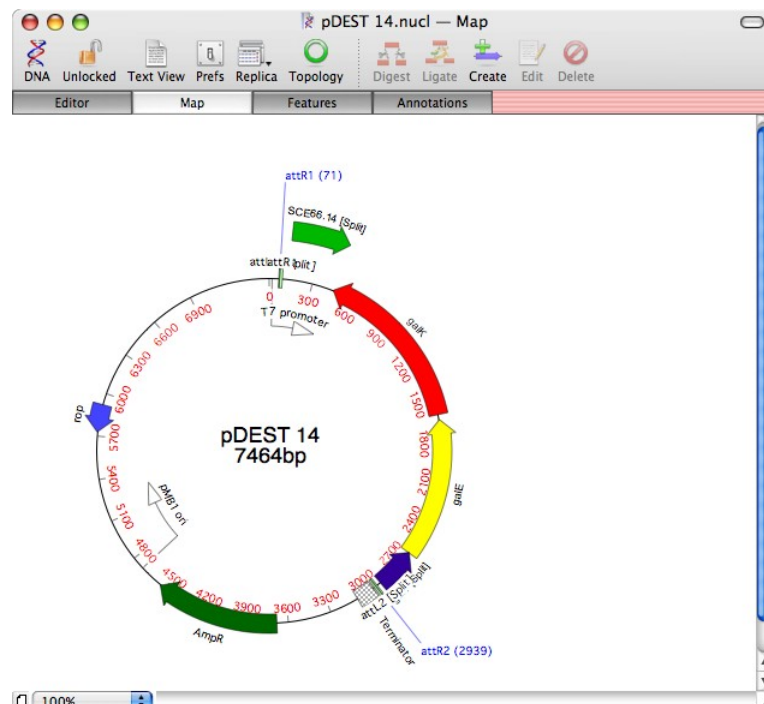 pDEST 14.nucl — Map
DNA Unlocked Text View Prefs Replica Topology Digest Ligate Create Edit Delete
Editor Map Features Annotations
attR1 (71)
SCE66.14 [Split]
0
300
600
900
1200
1500
1800
2100
2400
2700
3000
3300
3600
3900
4200
4500
4800
5100
5400
5700
6000
6300
6600
6900
T7 promoter
galK
galE
attL2 [Split]
Terminator
attR2 (2939)
AmpR
pMB1 ori
rop
pDEST 14
7464bp
100%